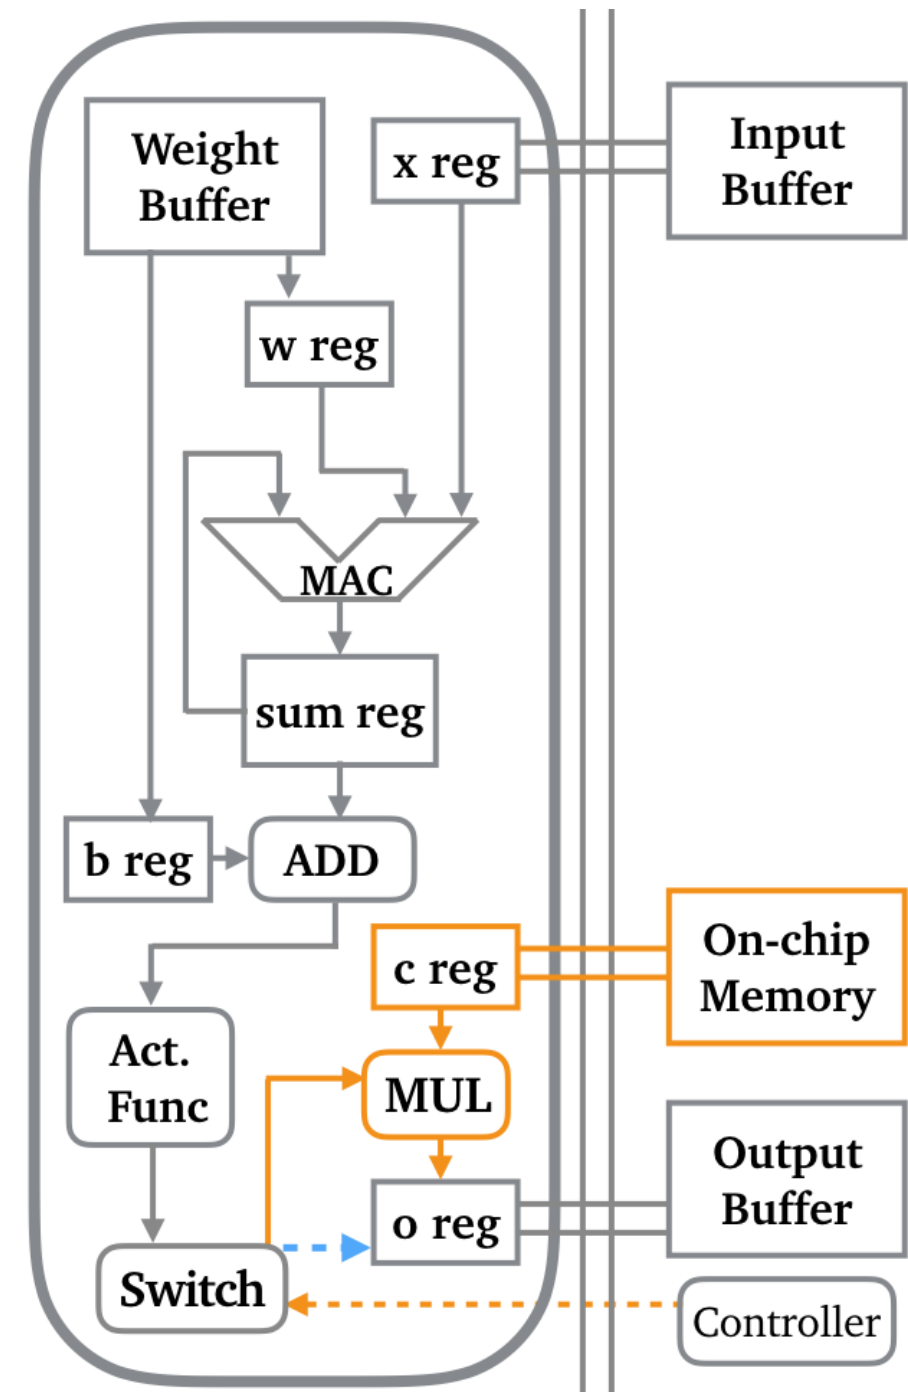 Weight
Buffer
x reg
Input
Buffer
w reg
MAC
sum reg
b reg
ADD
c reg
On-chip
Memory
Act.
Func
MUL
Output
Buffer
o reg
Switch
Controller